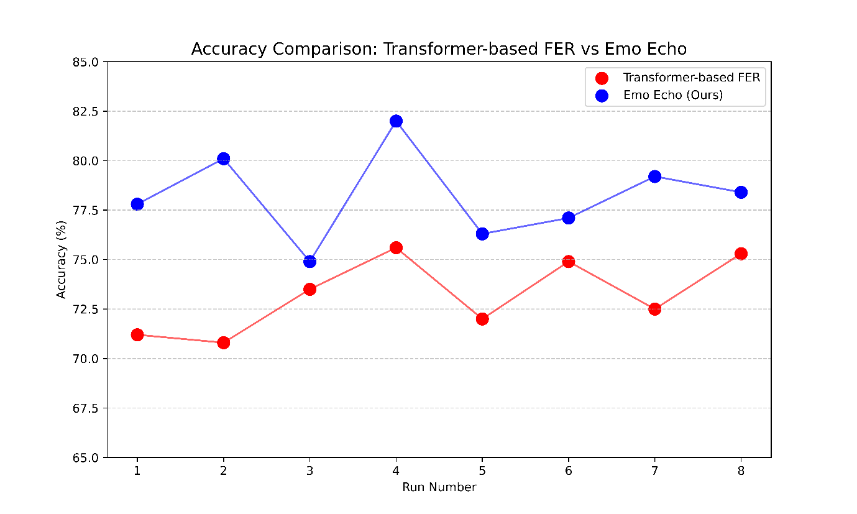 Accuracy Comparison: Transformer-based FER vs Emo Echo
Transformer-based FER
Emo Echo (Ours)
Accuracy (%)
85.0
82.5
80.0
77.5
75.0
72.5
70.0
67.5
65.0
1 2 3 4 5 6 7 8
Run Number